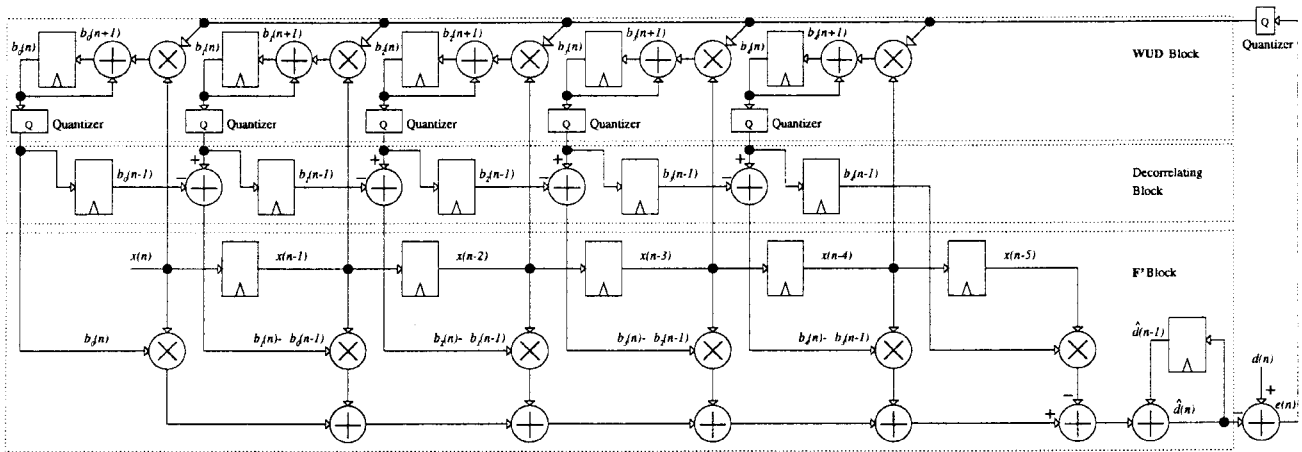 Q
Quantizer
b₀(n) b₀(n+1) b₁(n) b₁(n+1) b₂(n) b₂(n+1) b₃(n) b₃(n+1) b₄(n) b₄(n+1)
WUD Block
Q Quantizer Q Quantizer Q Quantizer Q Quantizer Q Quantizer
+ + + +
b₀(n-1) − b₁(n-1) − b₂(n-1) − b₃(n-1) − b₄(n-1)
Decorrelating
Block
x(n) x(n-1) x(n-2) x(n-3) x(n-4) x(n-5)
F' Block
b₀(n) b₁(n)- b₀(n-1) b₂(n)- b₁(n-1) b₃(n)- b₂(n-1) b₄(n)- b₃(n-1)
d̂(n-1)
d(n)
− +
+ d̂(n) − e(n)